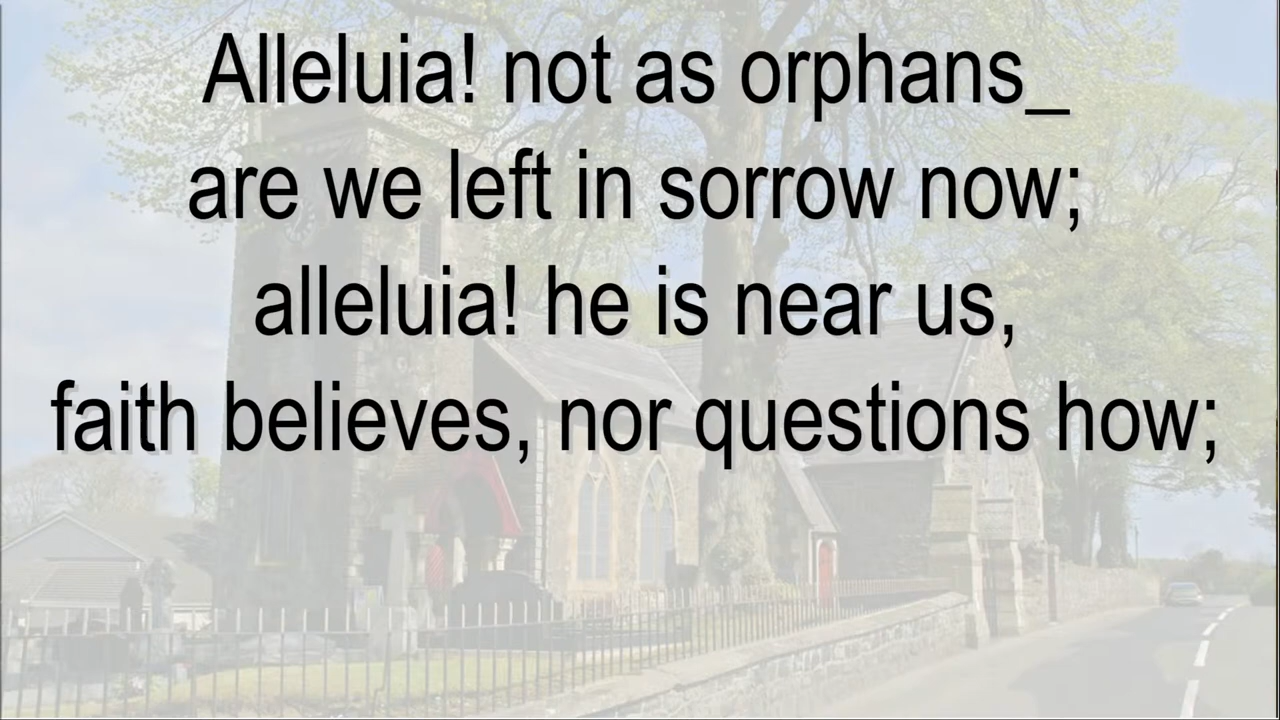 Alleluia! not as orphans_
are we left in sorrow now;
alleluia! he is near us,
faith believes, nor questions how;